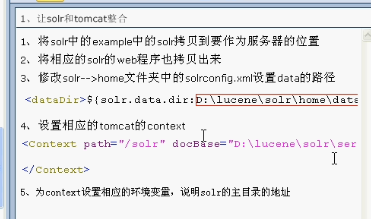 1、让solr和tomcat整合
1、将solr中的example中的solr拷贝到要作为服务器的位置
2、将相应的solr的web程序也拷贝出来
3、修改solr-->home文件夹中的solrconfig.xml设置data的路径
<dataDir>${solr.data.dir:D:\lucene\solr\home\data
4、设置相应的tomcat的context
<Context path="/solr" docBase="D:\lucene\solr\ser
</Context>
5、为context设置相应的环境变量，说明solr的主目录的地址